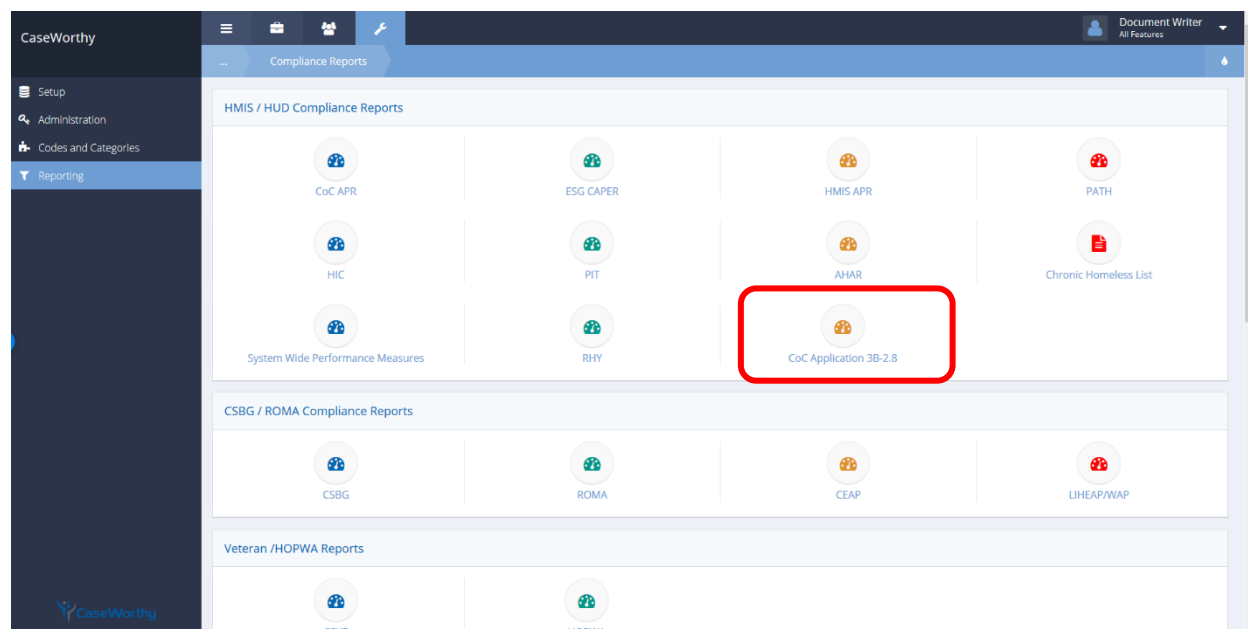 CaseWorthy
Document Writer
All Features
... Compliance Reports
Setup
Administration
Codes and Categories
Reporting
HMIS / HUD Compliance Reports
CoC APR ESG CAPER HMIS APR PATH
HIC PIT AHAR Chronic Homeless List
System Wide Performance Measures RHY CoC Application 3B-2.8
CSBG / ROMA Compliance Reports
CSBG ROMA CEAP LIHEAP/WAP
Veteran /HOPWA Reports
CaseWorthy